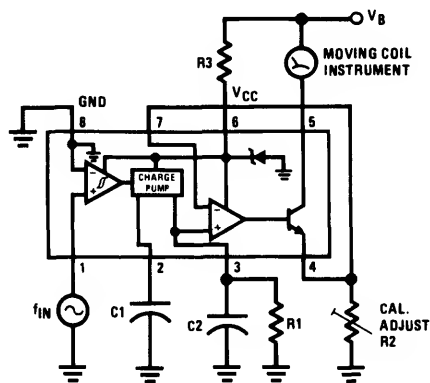 V_B
R3
MOVING COIL
INSTRUMENT
GND
V_CC
8
7
6
5
CHARGE
PUMP
-
+
-
+
1
2
3
4
f_IN
C1
C2
R1
CAL.
ADJUST
R2